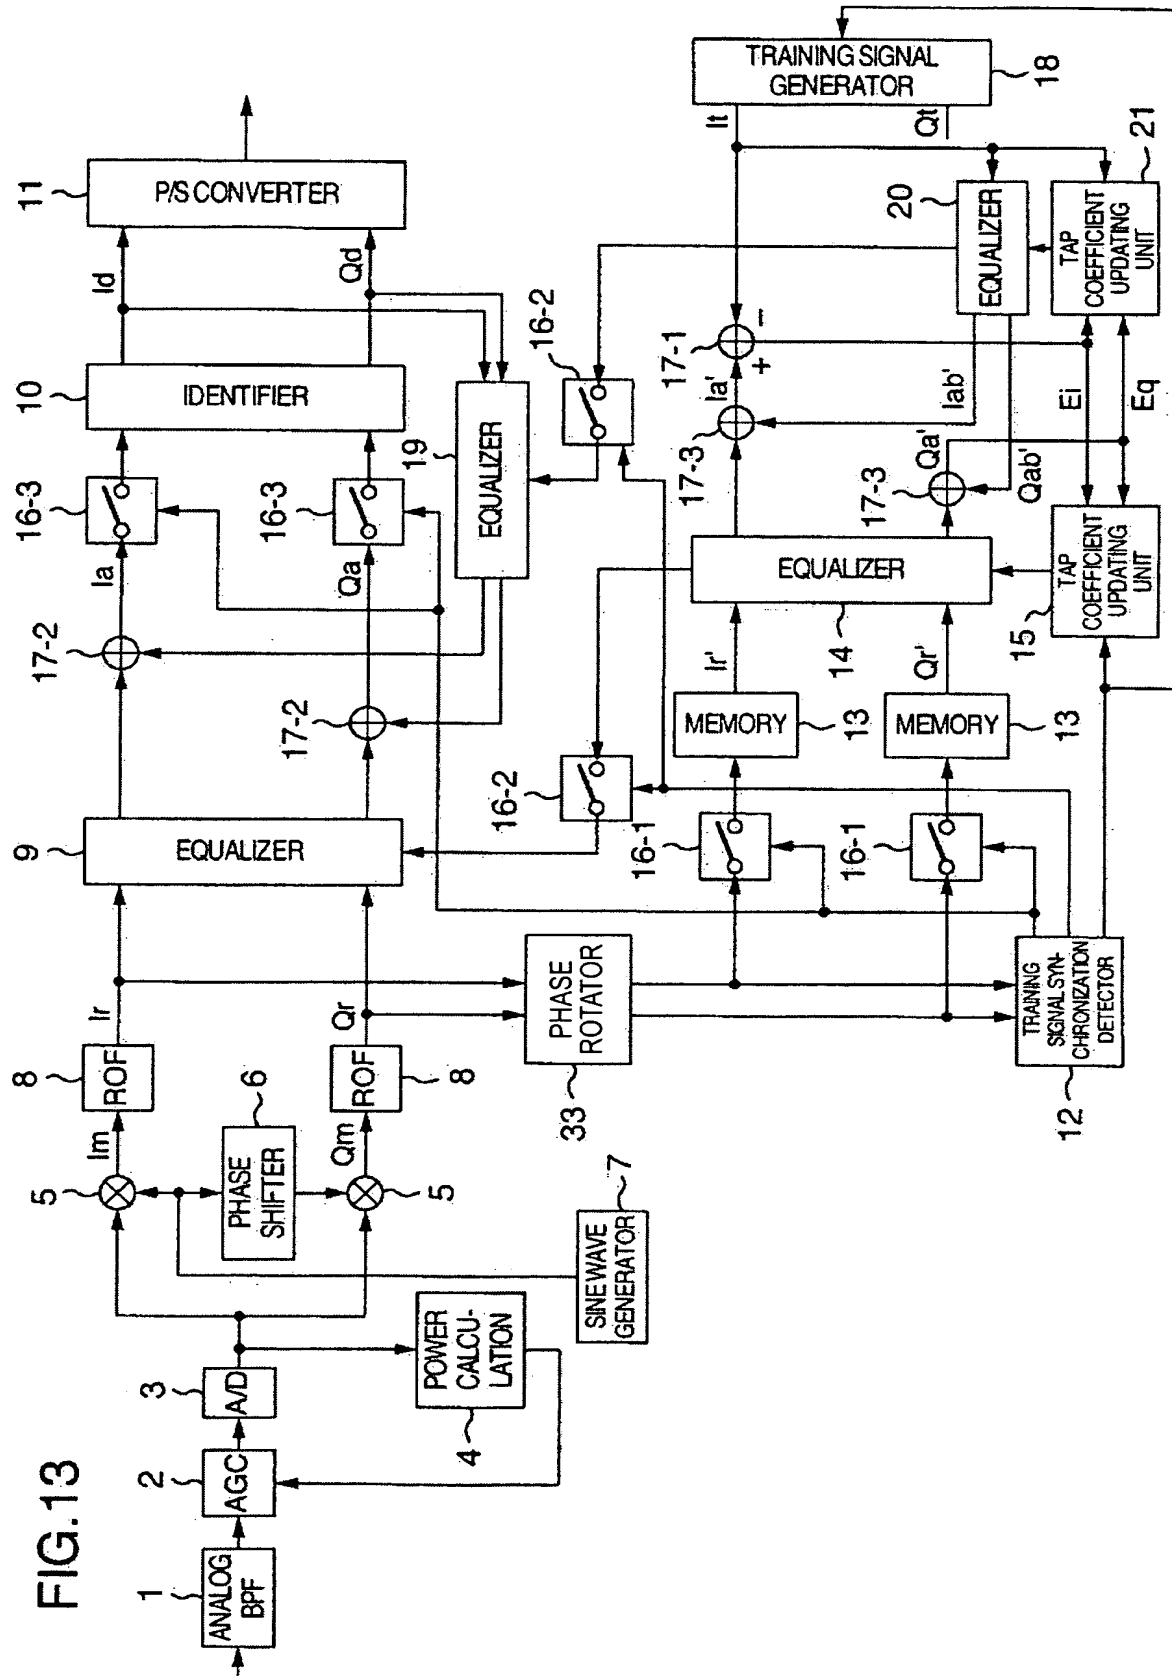 FIG. 13
1
ANALOG
BPF
2
AGC
3
A/D
4
POWER
CALCU-
LATION
5
5
6
PHASE
SHIFTER
7
SINE WAVE
GENERATOR
Im
Qm
8
ROF
ROF
8
Ir
Qr
9
EQUALIZER
17-2
17-2
Ia
Qa
16-3
16-3
10
IDENTIFIER
Id
Qd
11
P/S CONVERTER
19
EQUALIZER
16-2
16-2
33
PHASE
ROTATOR
12
TRAINING
SIGNAL SYN-
CHRONIZATION
DETECTOR
16-1
16-1
MEMORY
13
MEMORY
13
Ir'
Qr'
14
EQUALIZER
15
TAP
COEFFICIENT
UPDATING
UNIT
17-3
17-3
Ia'
Qa'
17-1
+
−
Iab'
Qab'
Ei
Eq
20
EQUALIZER
21
TAP
COEFFICIENT
UPDATING
UNIT
It
Qt
TRAINING SIGNAL
GENERATOR
18